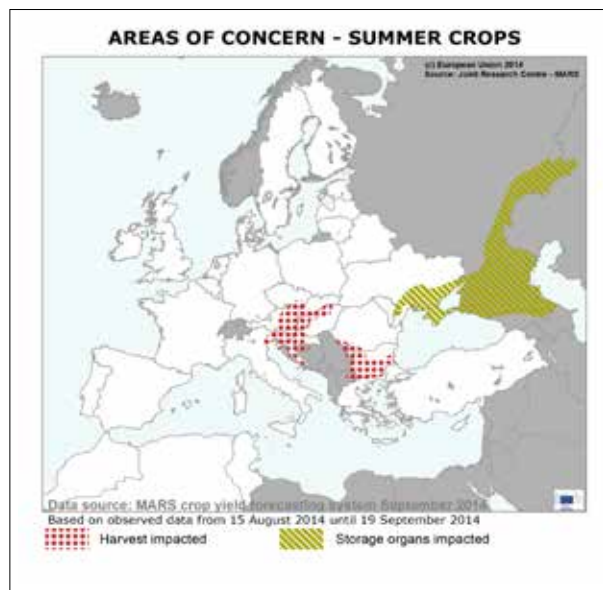 AREAS OF CONCERN - SUMMER CROPS
(c) European Union 2014
Source: Joint Research Centre - MARS
Data source: MARS crop yield forecasting system September 2014
Based on observed data from 15 August 2014 until 19 September 2014
Harvest impacted
Storage organs impacted